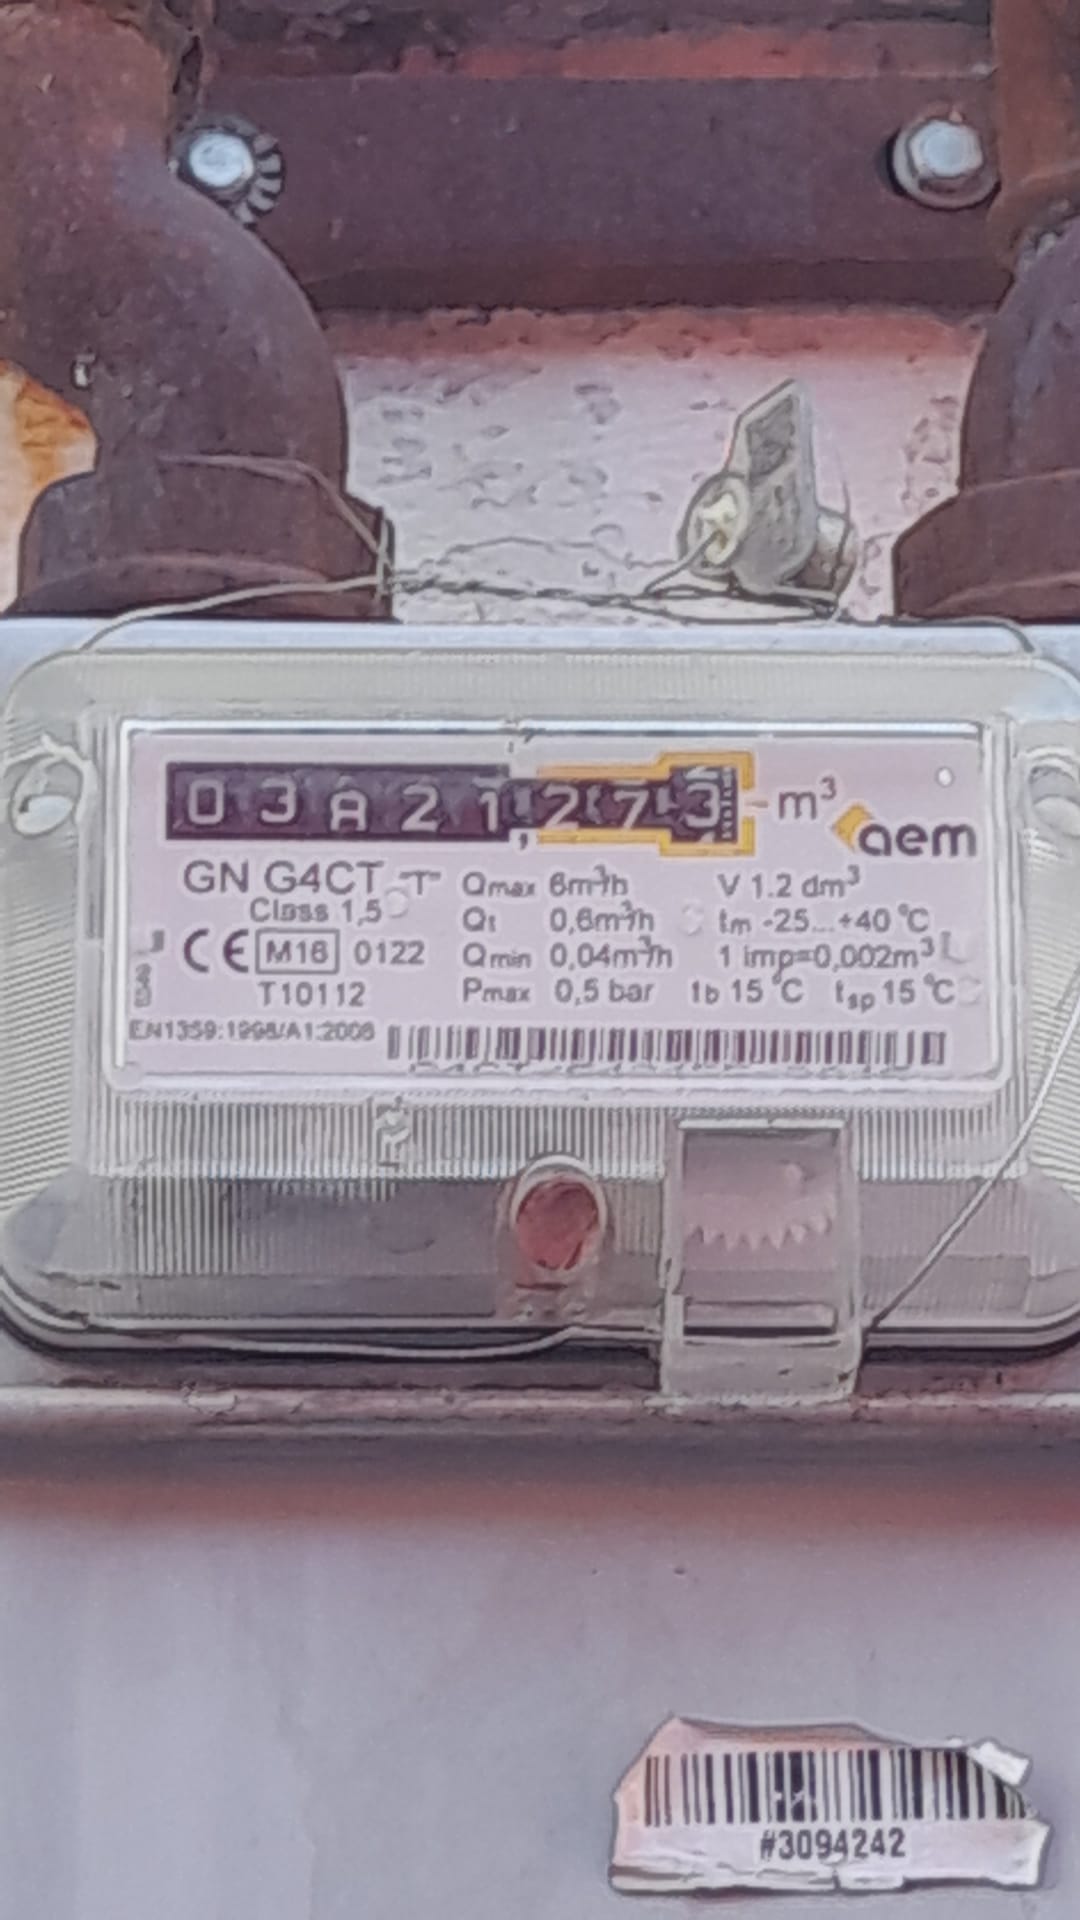 03821,273 m³
aem
GN G4CT "T" Qmax 6m³/h V 1.2 dm³
Class 1,5 Qt 0,6m³/h tm -25...+40 °C
CE M16 0122 Qmin 0,04m³/h 1 imp=0,002m³
T10112 Pmax 0,5 bar tb 15 °C tsp 15 °C
EN1359:1998/A1:2006
#3094242